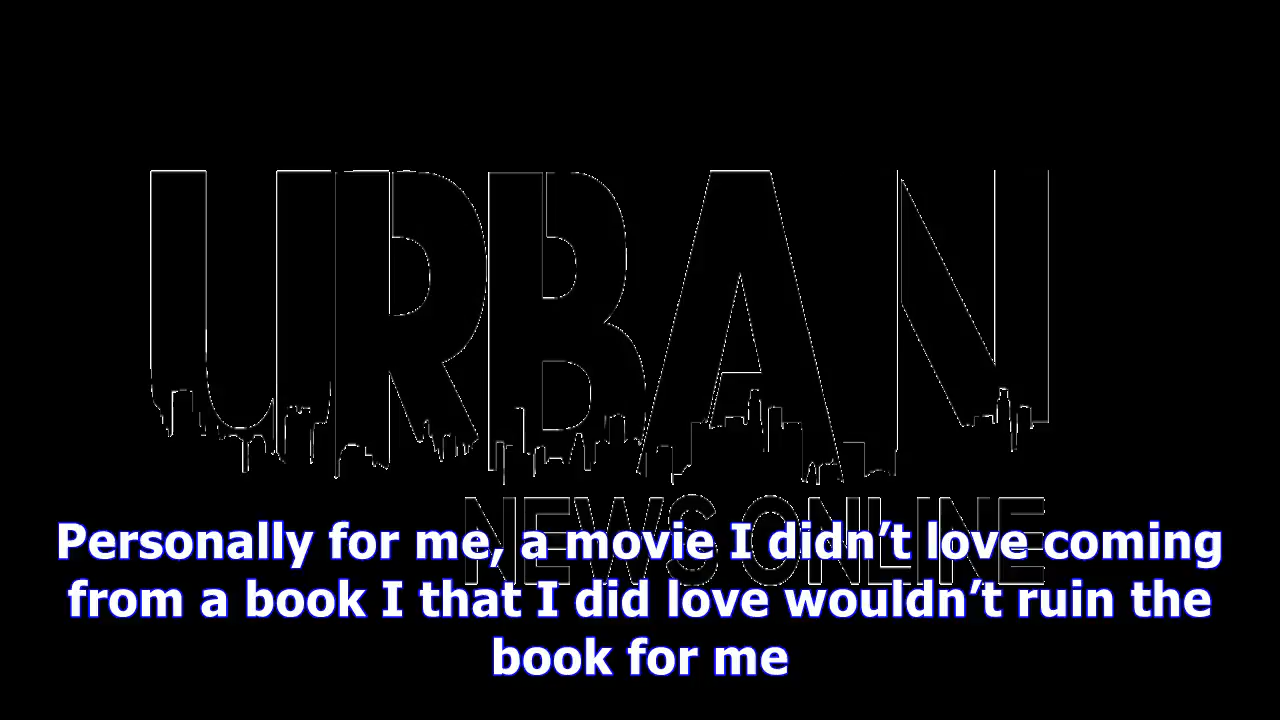 URBAN
NEWS ONLINE
Personally for me, a movie I didn’t love coming
from a book I that I did love wouldn’t ruin the
book for me